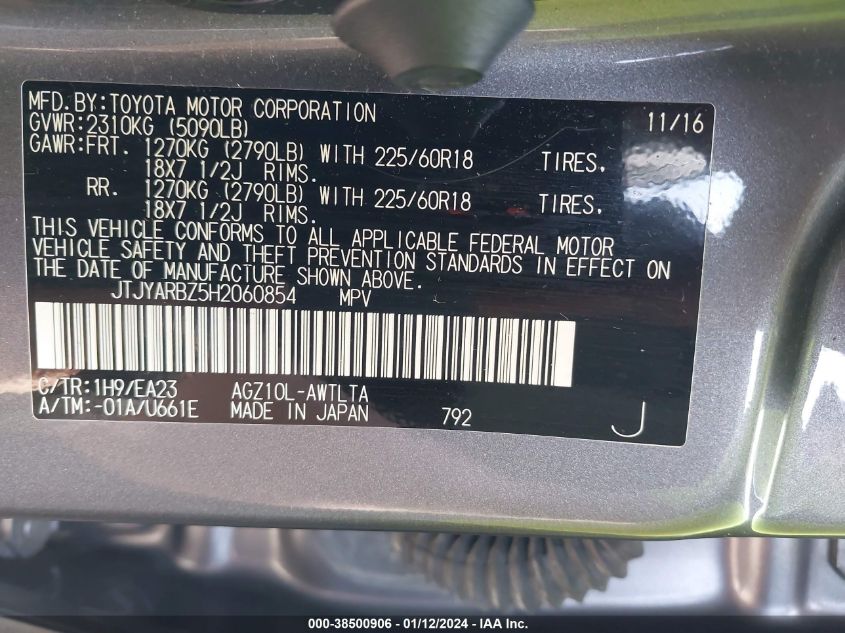 MFD.BY:TOYOTA MOTOR CORPORATION 11/16
GVWR:2310KG (5090LB)
GAWR:FRT. 1270KG (2790LB) WITH 225/60R18 TIRES,
18X7 1/2J RIMS.
RR. 1270KG (2790LB) WITH 225/60R18 TIRES,
18X7 1/2J RIMS.
THIS VEHICLE CONFORMS TO ALL APPLICABLE FEDERAL MOTOR
VEHICLE SAFETY AND THEFT PREVENTION STANDARDS IN EFFECT ON
THE DATE OF MANUFACTURE SHOWN ABOVE.
JTJYARBZ5H2060854 MPV
C/TR:1H9/EA23 AGZ10L-AWTLTA
A/TM:-01A/U661E MADE IN JAPAN 792 J
000-38500906 - 01/12/2024 - IAA Inc.